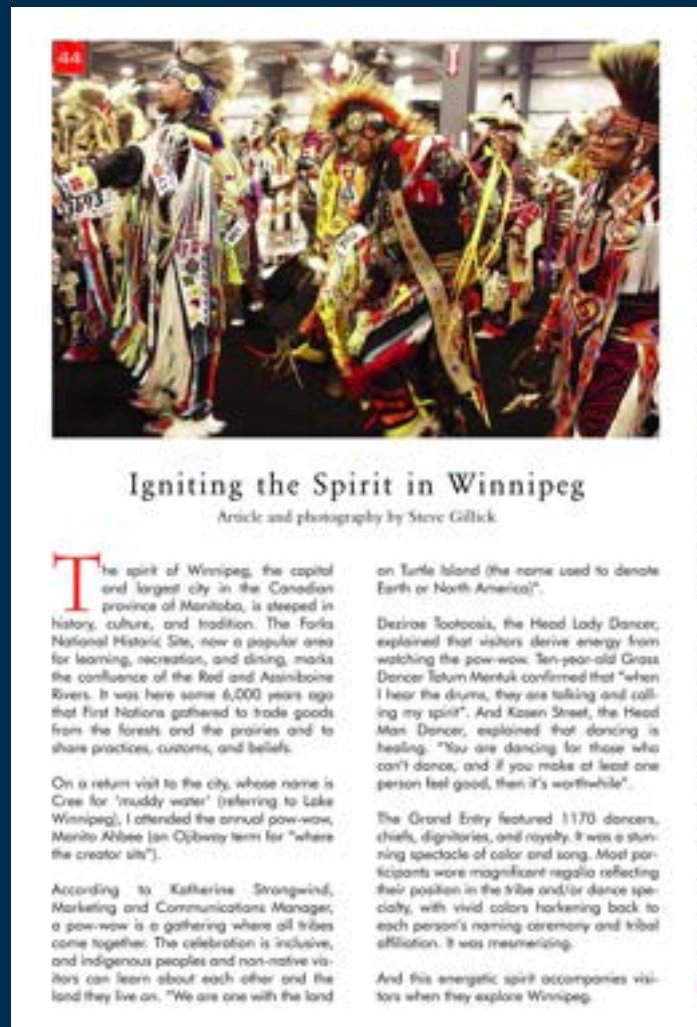 44
Igniting the Spirit in Winnipeg
Article and photography by Steve Gillick
The spirit of Winnipeg, the capital
and largest city in the Canadian
province of Manitoba, is steeped in
history, culture, and tradition. The Forks
National Historic Site, now a popular area
for learning, recreation, and dining, marks
the confluence of the Red and Assiniboine
Rivers. It was here some 6,000 years ago
that First Nations gathered to trade goods
from the forests and the prairies and to
share practices, customs, and beliefs.
On a return visit to the city, whose name is
Cree for 'muddy water' (referring to Lake
Winnipeg), I attended the annual pow-wow,
Manito Ahbee (an Ojibway term for "where
the creator sits").
According to Katherine Strongwind,
Marketing and Communications Manager,
a pow-wow is a gathering where all tribes
come together. The celebration is inclusive,
and indigenous peoples and non-native vis-
itors can learn about each other and the
land they live on. "We are one with the land
on Turtle Island (the name used to denote
Earth or North America)".
Dezirae Tootoosis, the Head Lady Dancer,
explained that visitors derive energy from
watching the pow-wow. Ten-year-old Grass
Dancer Tatum Mentuk confirmed that "when
I hear the drums, they are talking and call-
ing my spirit". And Kasen Street, the Head
Man Dancer, explained that dancing is
healing. "You are dancing for those who
can't dance, and if you make at least one
person feel good, then it's worthwhile".
The Grand Entry featured 1170 dancers,
chiefs, dignitaries, and royalty. It was a stun-
ning spectacle of color and song. Most par-
ticipants wore magnificent regalia reflecting
their position in the tribe and/or dance spe-
cialty, with vivid colors harkening back to
each person's naming ceremony and tribal
affiliation. It was mesmerizing.
And this energetic spirit accompanies visi-
tors when they explore Winnipeg.